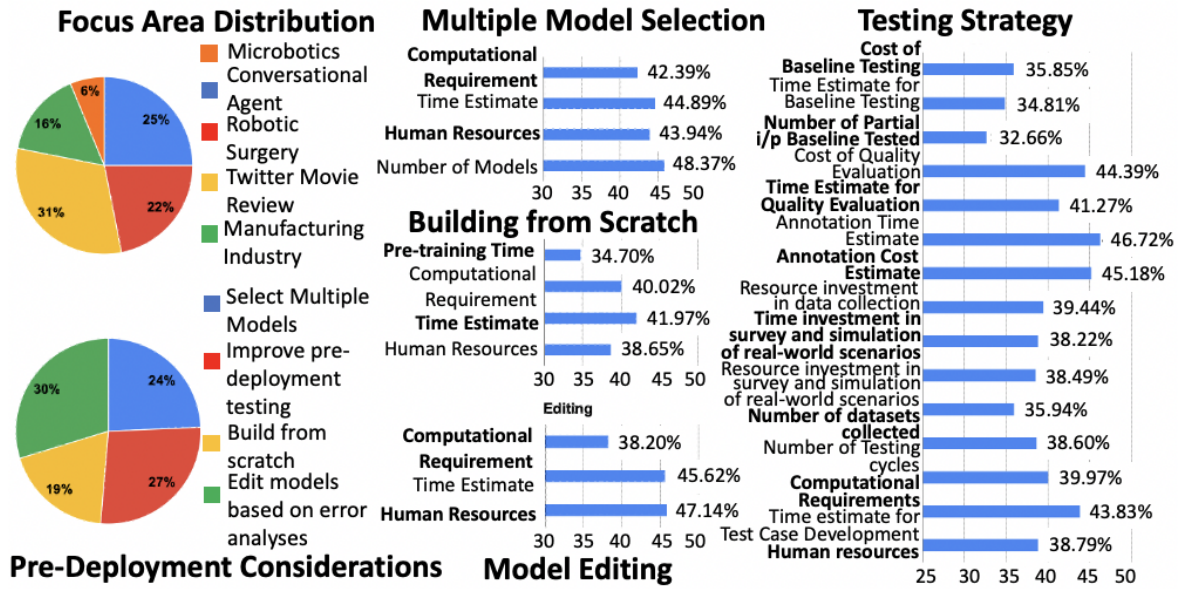 Focus Area Distribution
Microbotics
Conversational
Agent
Robotic
Surgery
Twitter Movie
Review
Manufacturing
Industry
6%
25%
16%
31%
22%
Select Multiple
Models
Improve pre-
deployment
testing
Build from
scratch
Edit models
based on error
analyses
30%
24%
19%
27%
Pre-Deployment Considerations
Multiple Model Selection
Computational
Requirement
42.39%
Time Estimate
44.89%
Human Resources
43.94%
Number of Models
48.37%
30 35 40 45 50
Building from Scratch
Pre-training Time
34.70%
Computational
Requirement
40.02%
Time Estimate
41.97%
Human Resources
38.65%
30 35 40 45 50
Editing
Computational
Requirement
38.20%
Time Estimate
45.62%
Human Resources
47.14%
30 35 40 45 50
Model Editing
Testing Strategy
Cost of
Baseline Testing
35.85%
Time Estimate for
Baseline Testing
34.81%
Number of Partial
i/p Baseline Tested
32.66%
Cost of Quality
Evaluation
44.39%
Time Estimate for
Quality Evaluation
41.27%
Annotation Time
Estimate
46.72%
Annotation Cost
Estimate
45.18%
Resource investment
in data collection
39.44%
Time investment in
survey and simulation
of real-world scenarios
38.22%
Resource investment in
survey and simulation
of real-world scenarios
38.49%
Number of datasets
collected
35.94%
Number of Testing
cycles
38.60%
Computational
Requirements
39.97%
Time estimate for
Test Case Development
43.83%
Human resources
38.79%
25 30 35 40 45 50